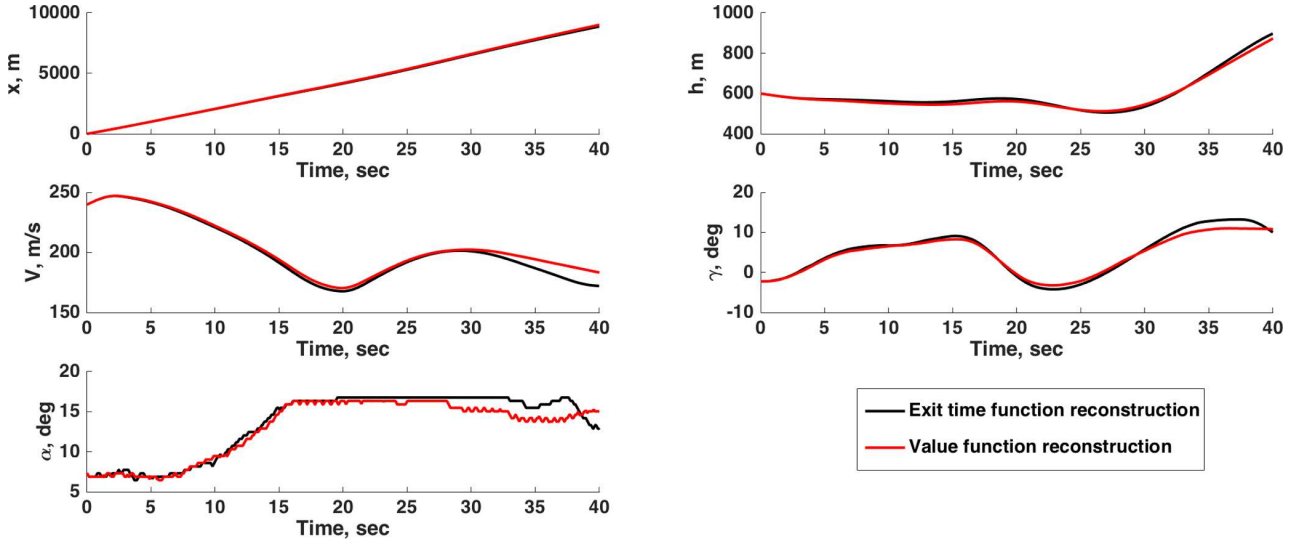 10000
5000
0
x, m
0 5 10 15 20 25 30 35 40
Time, sec
1000
800
600
400
h, m
0 5 10 15 20 25 30 35 40
Time, sec
250
200
150
V, m/s
0 5 10 15 20 25 30 35 40
Time, sec
20
10
0
-10
γ, deg
0 5 10 15 20 25 30 35 40
Time, sec
20
15
10
5
α, deg
0 5 10 15 20 25 30 35 40
Time, sec
Exit time function reconstruction
Value function reconstruction